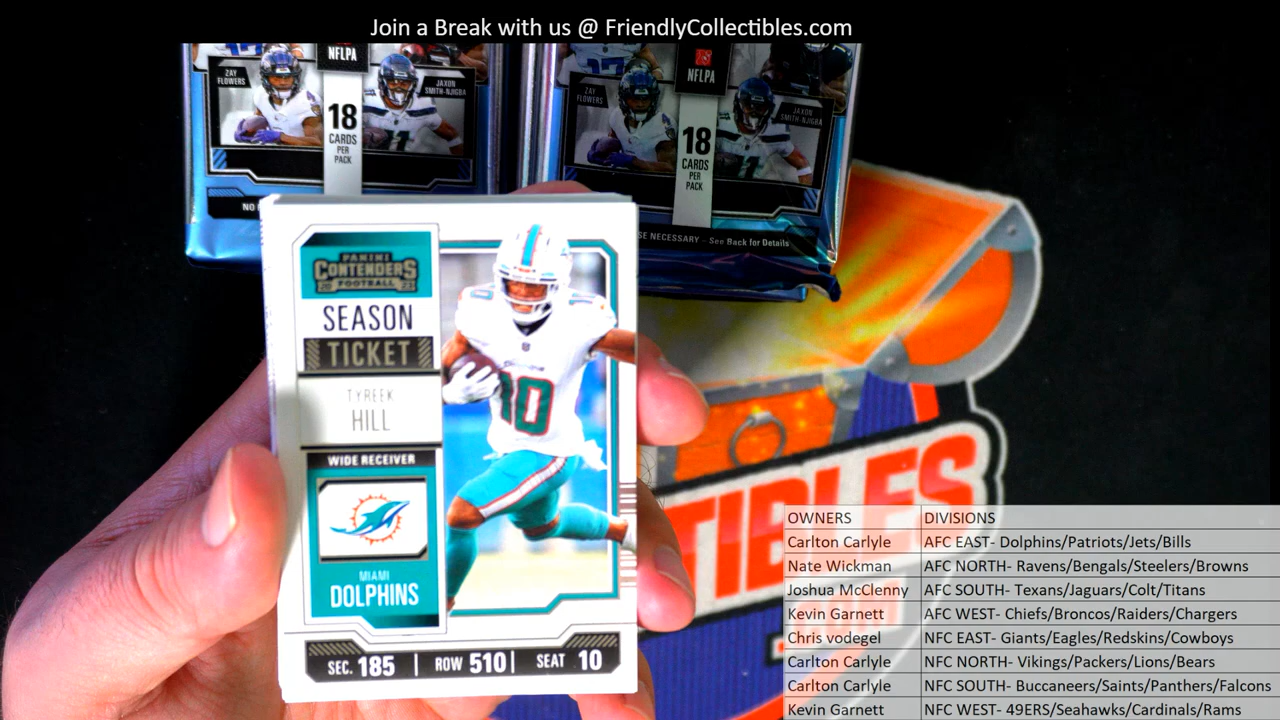 Join a Break with us @ FriendlyCollectibles.com
NFLPA
ZAY
FLOWERS
JAXON
SMITH-NJIGBA
18
CARDS
PER
PACK
NO
NFLPA
ZAY
FLOWERS
JAXON
SMITH-NJIGBA
18
CARDS
PER
PACK
SE NECESSARY - See Back for Details
PANINI
CONTENDERS
20 FOOTBALL 23
SEASON
TICKET
TYREEK
HILL
WIDE RECEIVER
MIAMI
DOLPHINS
10
10
SEC. 185 | ROW 510 | SEAT 10
TIBLES
OWNERS DIVISIONS
Carlton Carlyle AFC EAST- Dolphins/Patriots/Jets/Bills
Nate Wickman AFC NORTH- Ravens/Bengals/Steelers/Browns
Joshua McClenny AFC SOUTH- Texans/Jaguars/Colt/Titans
Kevin Garnett AFC WEST- Chiefs/Broncos/Raiders/Chargers
Chris vodegel NFC EAST- Giants/Eagles/Redskins/Cowboys
Carlton Carlyle NFC NORTH- Vikings/Packers/Lions/Bears
Carlton Carlyle NFC SOUTH- Buccaneers/Saints/Panthers/Falcons
Kevin Garnett NFC WEST- 49ERS/Seahawks/Cardinals/Rams